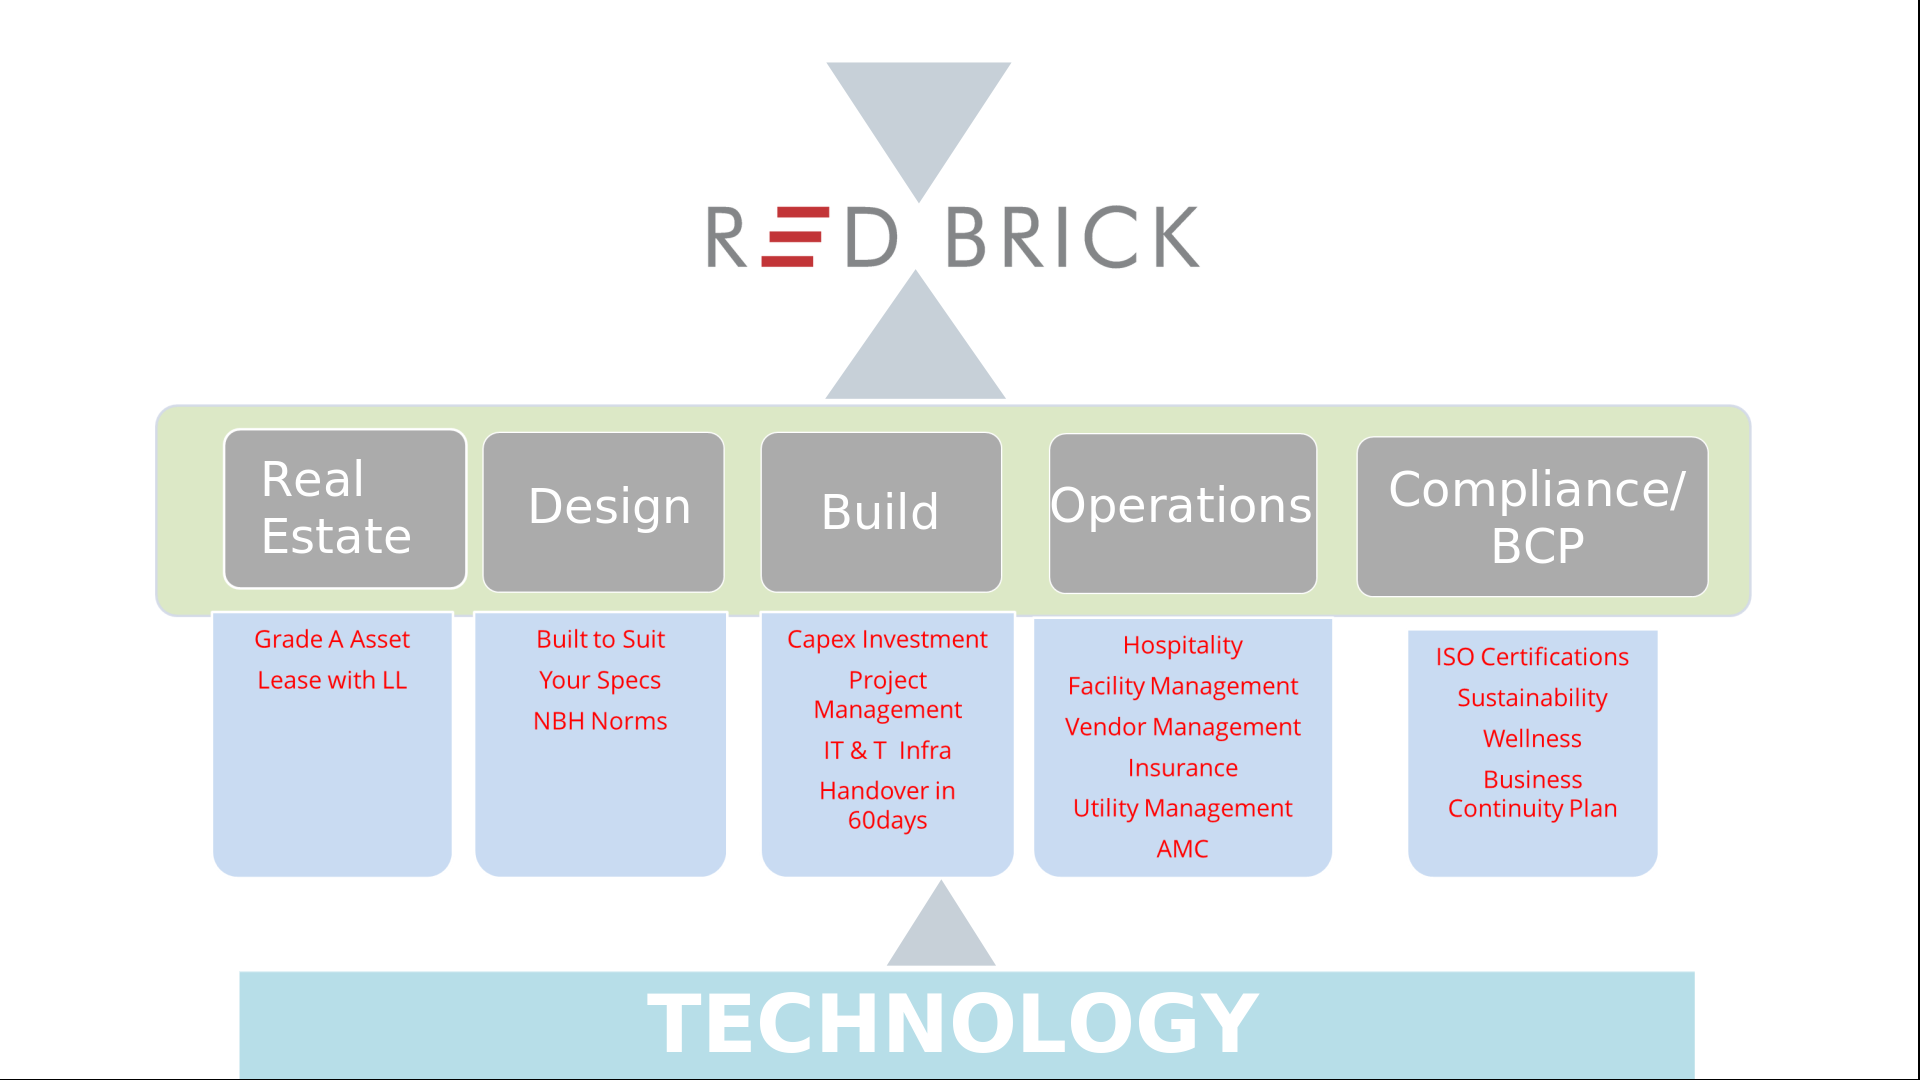 RED BRICK
Real
Estate
Design
Build
Operations
Compliance/
BCP
Grade A Asset
Lease with LL
Built to Suit
Your Specs
NBH Norms
Capex Investment
Project
Management
IT & T  Infra
Handover in
60days
Hospitality
Facility Management
Vendor Management
Insurance
Utility Management
AMC
ISO Certifications
Sustainability
Wellness
Business
Continuity Plan
TECHNOLOGY